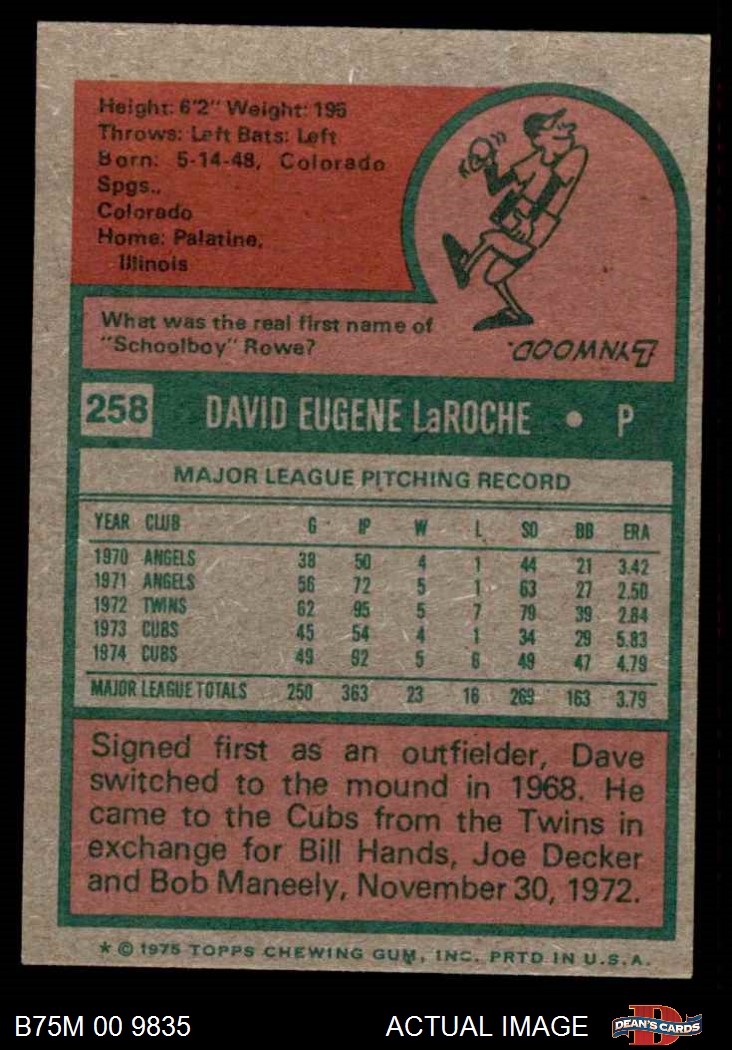 Height: 6'2" Weight: 195
Throws: Left Bats: Left
Born: 5-14-48, Colorado
Spgs.,
Colorado
Home: Palatine,
Illinois
What was the real first name of
"Schoolboy" Rowe?
LYNWOOD.
258 DAVID EUGENE LaROCHE • P
MAJOR LEAGUE PITCHING RECORD
YEAR CLUB G IP W L SO BB ERA
1970 ANGELS 38 50 4 1 44 21 3.42
1971 ANGELS 56 72 5 1 63 27 2.50
1972 TWINS 62 95 5 7 79 39 2.84
1973 CUBS 45 54 4 1 34 29 5.83
1974 CUBS 49 92 5 6 49 47 4.79
MAJOR LEAGUE TOTALS 250 363 23 16 269 163 3.79
Signed first as an outfielder, Dave
switched to the mound in 1968. He
came to the Cubs from the Twins in
exchange for Bill Hands, Joe Decker
and Bob Maneely, November 30, 1972.
* © 1975 TOPPS CHEWING GUM, INC. PRTD IN U.S.A.
B75M 00 9835 ACTUAL IMAGE D DEAN'S CARDS